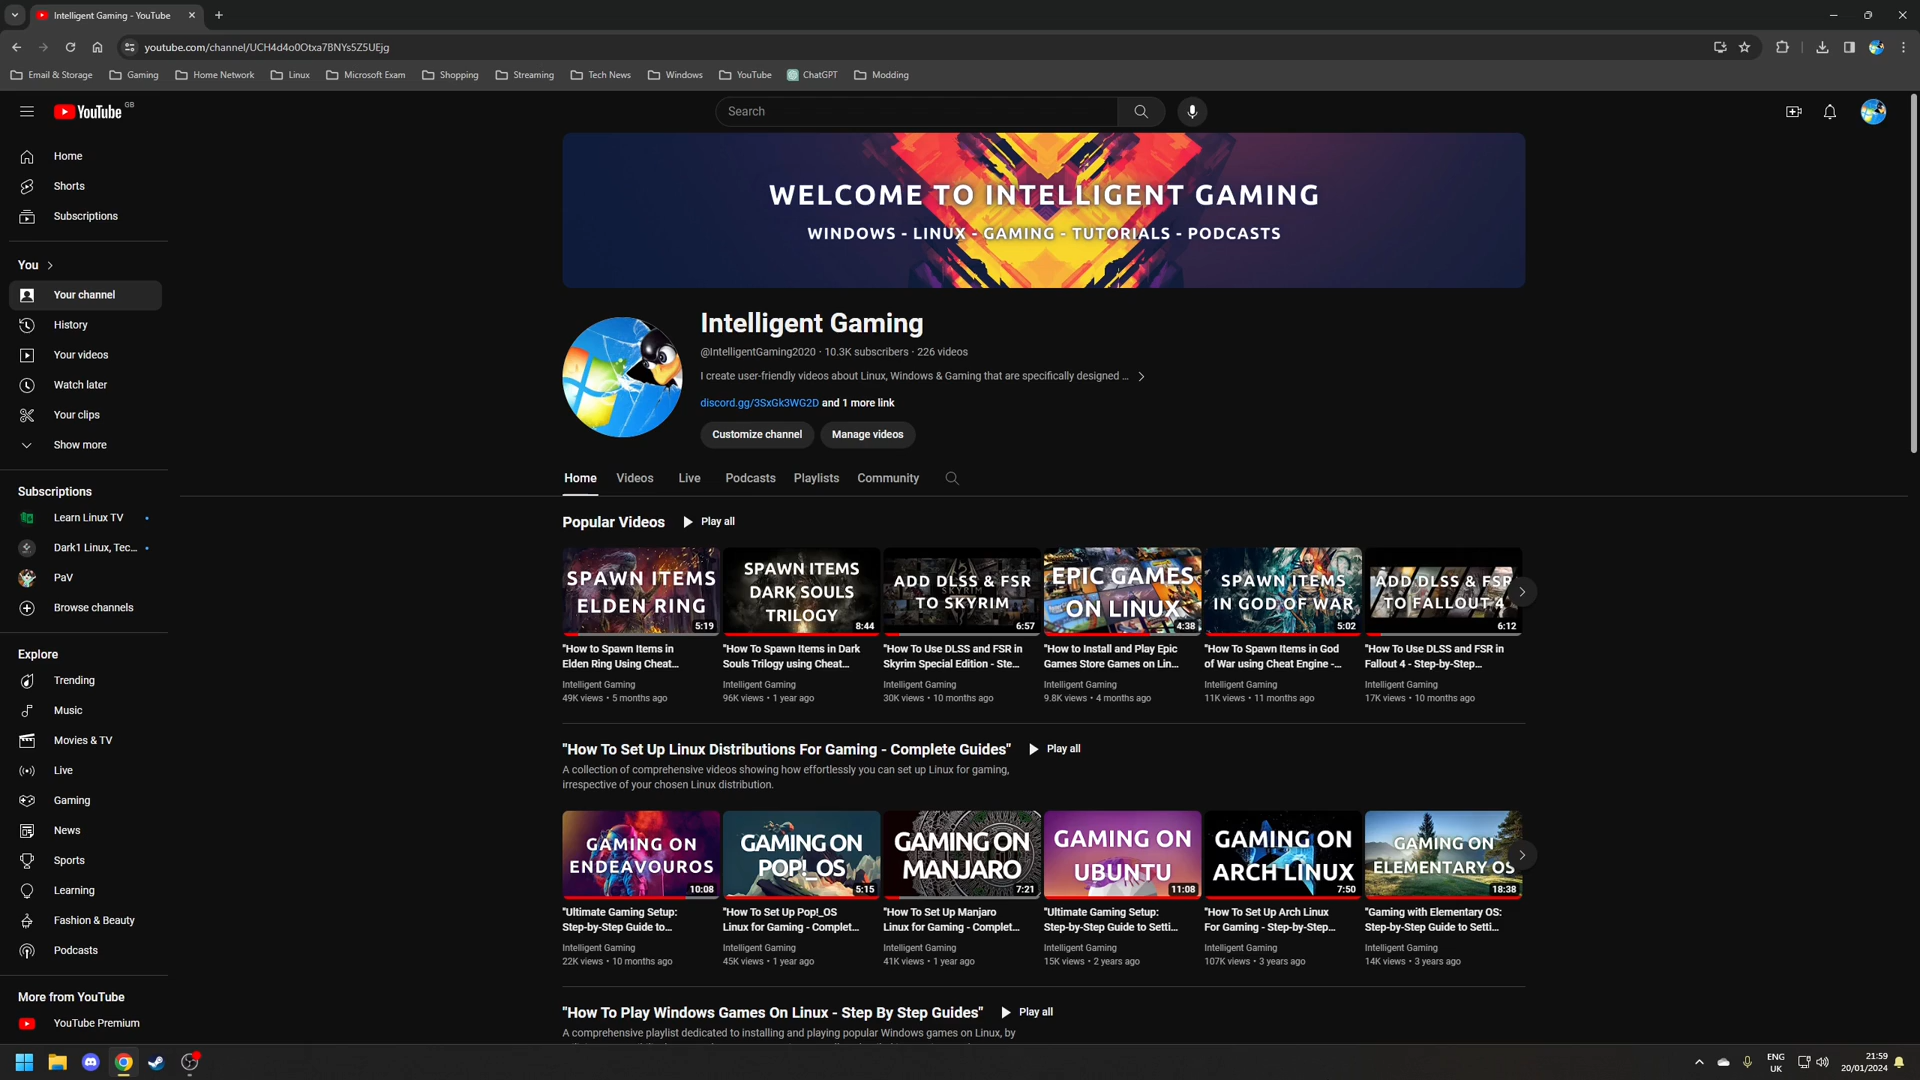 Intelligent Gaming - YouTube
youtube.com/channel/UCH4d4o0Otxa7BNYs5Z5UEjg
Email & Storage
Gaming
Home Network
Linux
Microsoft Exam
Shopping
Streaming
Tech News
Windows
YouTube
ChatGPT
Modding
YouTube GB
Search
Home
Shorts
Subscriptions
You
Your channel
History
Your videos
Watch later
Your clips
Show more
Subscriptions
Learn Linux TV
Dark1 Linux, Tec...
PaV
Browse channels
Explore
Trending
Music
Movies & TV
Live
Gaming
News
Sports
Learning
Fashion & Beauty
Podcasts
More from YouTube
YouTube Premium
WELCOME TO INTELLIGENT GAMING
WINDOWS - LINUX - GAMING - TUTORIALS - PODCASTS
Intelligent Gaming
@IntelligentGaming2020 · 10.3K subscribers · 226 videos
I create user-friendly videos about Linux, Windows & Gaming that are specifically designed ...
discord.gg/3SxGk3WG2D and 1 more link
Customize channel
Manage videos
Home
Videos
Live
Podcasts
Playlists
Community
Popular Videos
Play all
SPAWN ITEMS
ELDEN RING
5:19
"How to Spawn Items in
Elden Ring Using Cheat...
Intelligent Gaming
49K views • 5 months ago
SPAWN ITEMS
DARK SOULS
TRILOGY
8:44
"How To Spawn Items in Dark
Souls Trilogy using Cheat...
Intelligent Gaming
96K views • 1 year ago
ADD DLSS & FSR
SKYRIM
TO SKYRIM
6:57
"How To Use DLSS and FSR in
Skyrim Special Edition - Ste...
Intelligent Gaming
30K views • 10 months ago
EPIC GAMES
ON LINUX
4:38
"How to Install and Play Epic
Games Store Games on Lin...
Intelligent Gaming
9.8K views • 4 months ago
SPAWN ITEMS
IN GOD OF WAR
5:02
"How To Spawn Items in God
of War using Cheat Engine -...
Intelligent Gaming
11K views • 11 months ago
ADD DLSS & FSR
TO FALLOUT 4
6:12
"How To Use DLSS and FSR in
Fallout 4 - Step-by-Step...
Intelligent Gaming
17K views • 10 months ago
"How To Set Up Linux Distributions For Gaming - Complete Guides"
Play all
A collection of comprehensive videos showing how effortlessly you can set up Linux for gaming,
irrespective of your chosen Linux distribution.
GAMING ON
ENDEAVOUROS
10:08
"Ultimate Gaming Setup:
Step-by-Step Guide to...
Intelligent Gaming
22K views • 10 months ago
GAMING ON
POP!_OS
5:15
"How To Set Up Pop!_OS
Linux for Gaming - Complet...
Intelligent Gaming
45K views • 1 year ago
GAMING ON
MANJARO
7:21
"How To Set Up Manjaro
Linux for Gaming - Complet...
Intelligent Gaming
41K views • 1 year ago
GAMING ON
UBUNTU
11:08
"Ultimate Gaming Setup:
Step-by-Step Guide to Setti...
Intelligent Gaming
15K views • 2 years ago
GAMING ON
ARCH LINUX
7:50
"How To Set Up Arch Linux
For Gaming - Step-by-Step...
Intelligent Gaming
107K views • 3 years ago
GAMING ON
ELEMENTARY OS
18:38
"Gaming with Elementary OS:
Step-by-Step Guide to Setti...
Intelligent Gaming
14K views • 3 years ago
"How To Play Windows Games On Linux - Step By Step Guides"
Play all
A comprehensive playlist dedicated to installing and playing popular Windows games on Linux, by
ENG
UK
21:59
20/01/2024